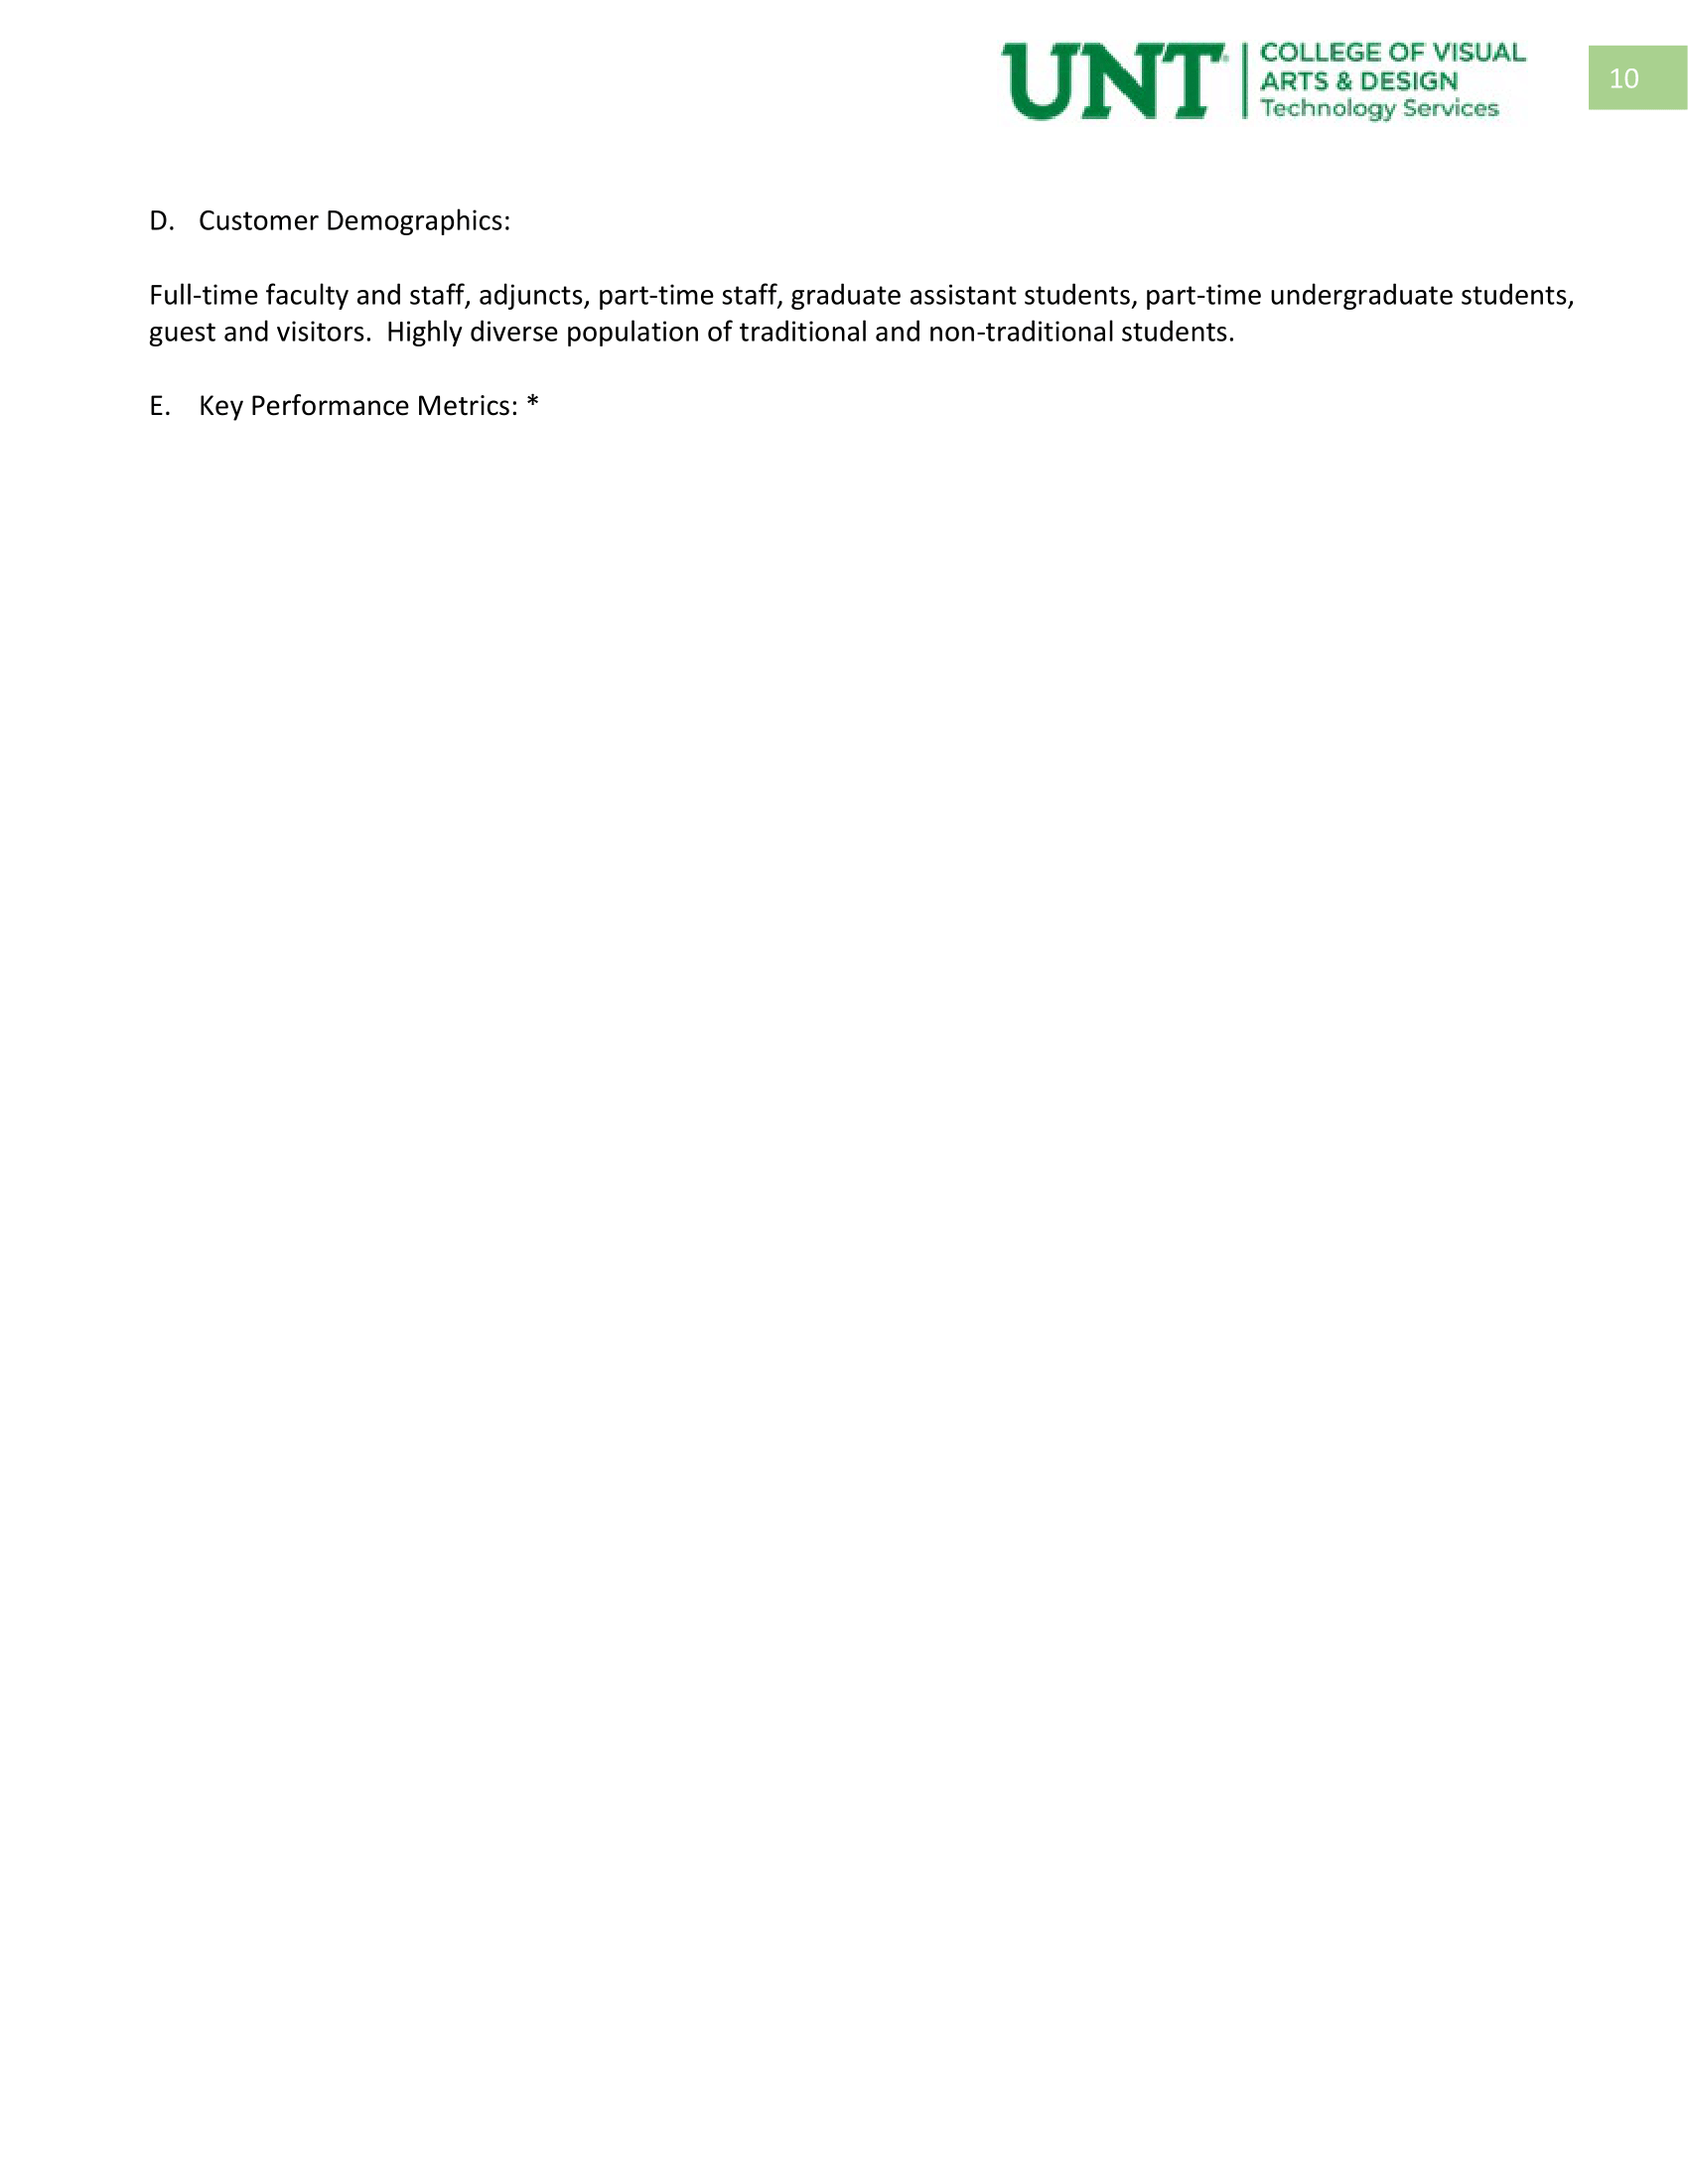 UNT
COLLEGE OF VISUAL
ARTS & DESIGN
Technology Services
10
D. Customer Demographics:
Full-time faculty and staff, adjuncts, part-time staff, graduate assistant students, part-time undergraduate students,
guest and visitors.  Highly diverse population of traditional and non-traditional students.
E. Key Performance Metrics: *